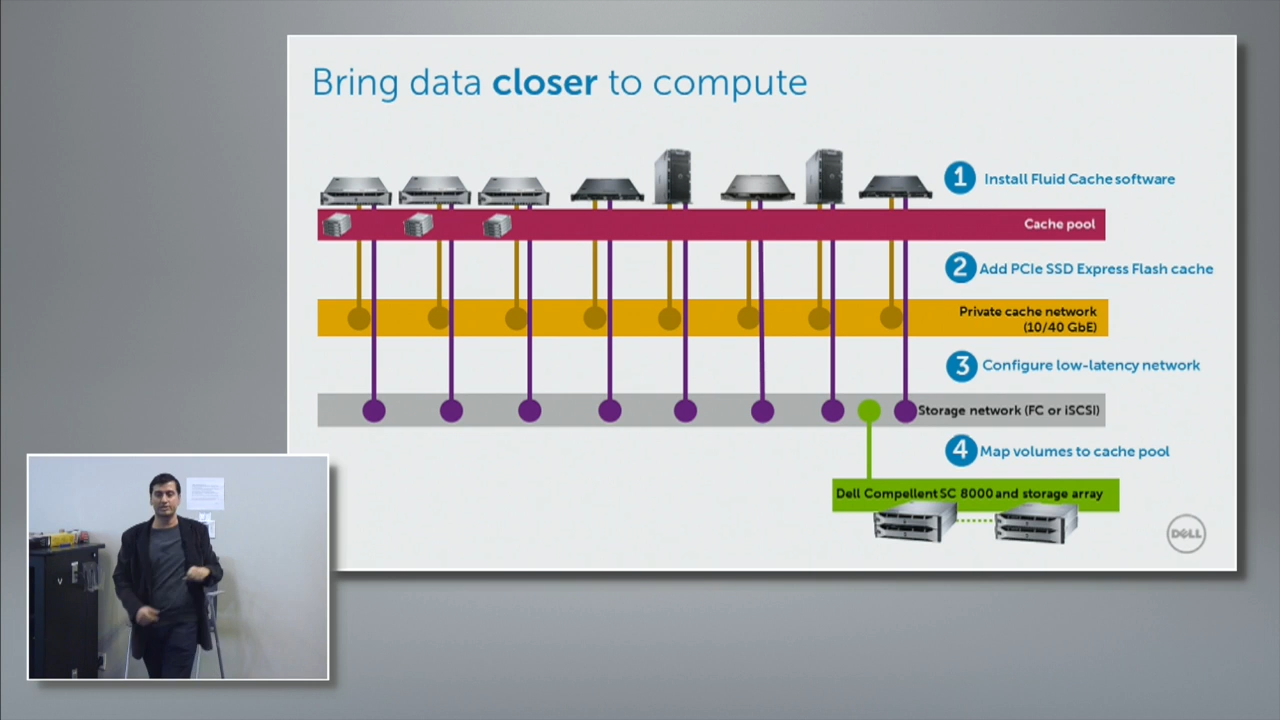 Bring data closer to compute
1 Install Fluid Cache software
Cache pool
2 Add PCIe SSD Express Flash cache
Private cache network
(10/40 GbE)
3 Configure low-latency network
Storage network (FC or iSCSI)
4 Map volumes to cache pool
Dell Compellent SC 8000 and storage array
DELL